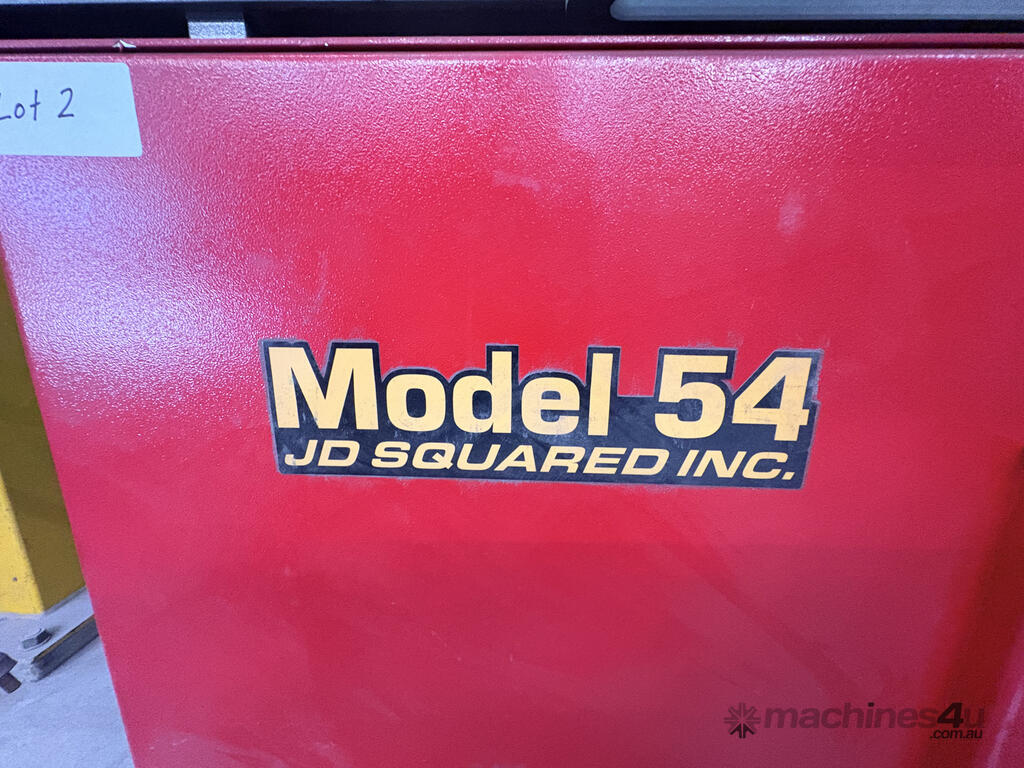 Lot 2
Model 54
JD SQUARED INC.
machines4u
.com.au